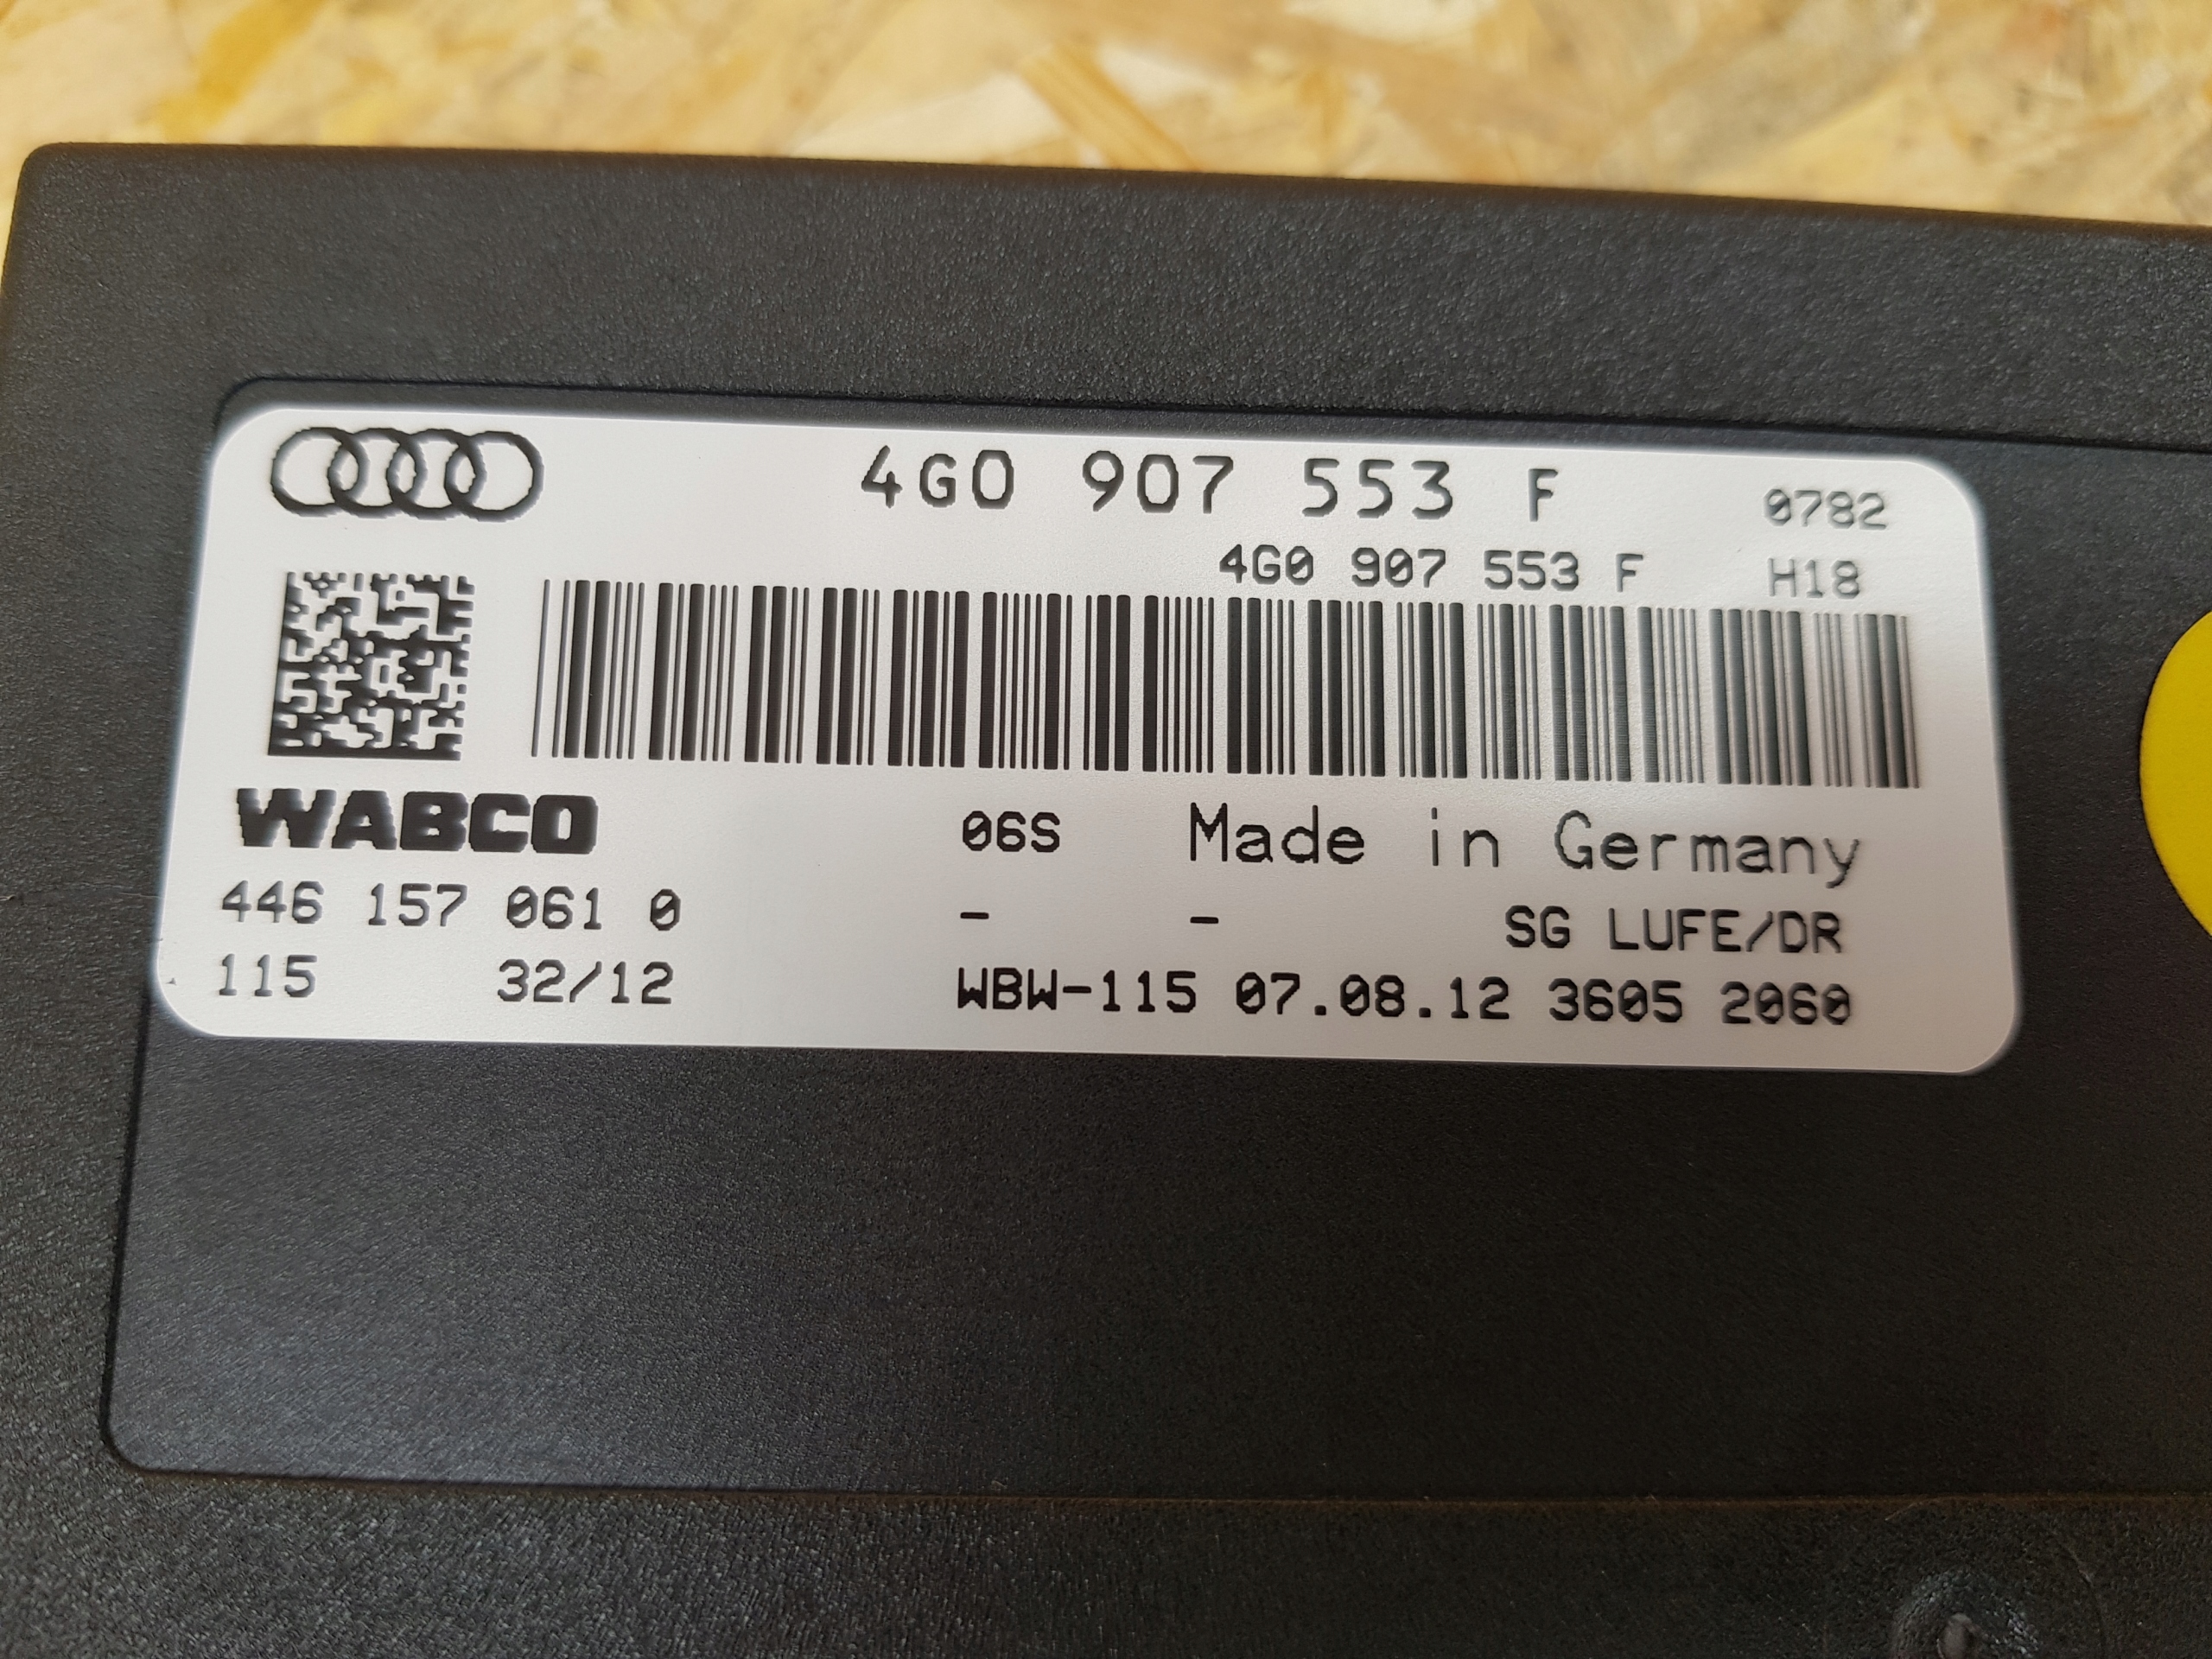 4G0 907 553 F 0782
4G0 907 553 F H18
WABCO 06S Made in Germany
446 157 061 0 - - SG LUFE/DR
115 32/12 WBW-115 07.08.12 3605 2060